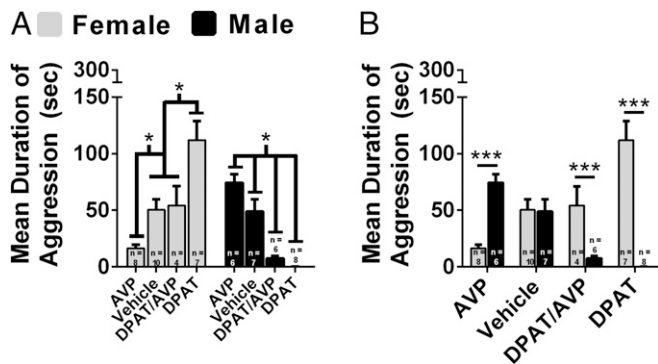 A Female Male
Mean Duration of
Aggression (sec)
300
150
100
50
0
*
*
*
n =
8
n =
10
n =
4
n =
7
n =
6
n =
7
n =
6
n =
8
AVP
Vehicle
DPAT/AVP
DPAT
AVP
Vehicle
DPAT/AVP
DPAT
B
Mean Duration of
Aggression (sec)
300
150
100
50
0
***
***
***
n =
8
n =
6
n =
10
n =
7
n =
4
n =
6
n =
7
n =
8
AVP
Vehicle
DPAT/AVP
DPAT